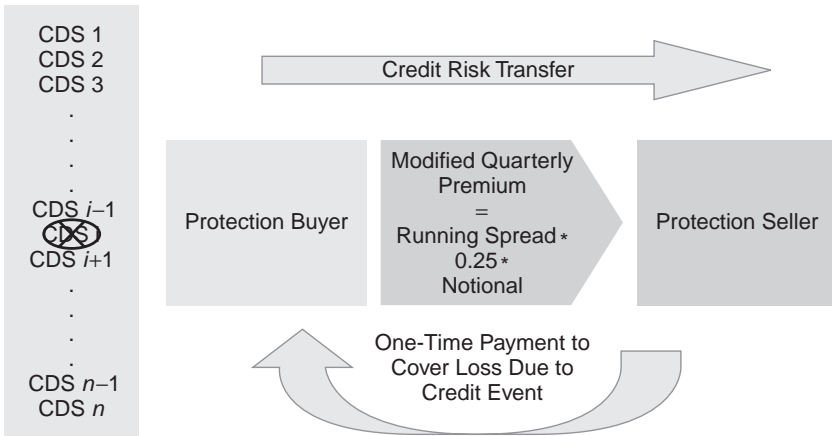 CDS 1
CDS 2
CDS 3
.
.
.
.
CDS i–1
CDS i
CDS i+1
.
.
.
.
CDS n–1
CDS n
Credit Risk Transfer
Protection Buyer
Modified Quarterly
Premium
=
Running Spread *
0.25 *
Notional
Protection Seller
One-Time Payment to
Cover Loss Due to
Credit Event